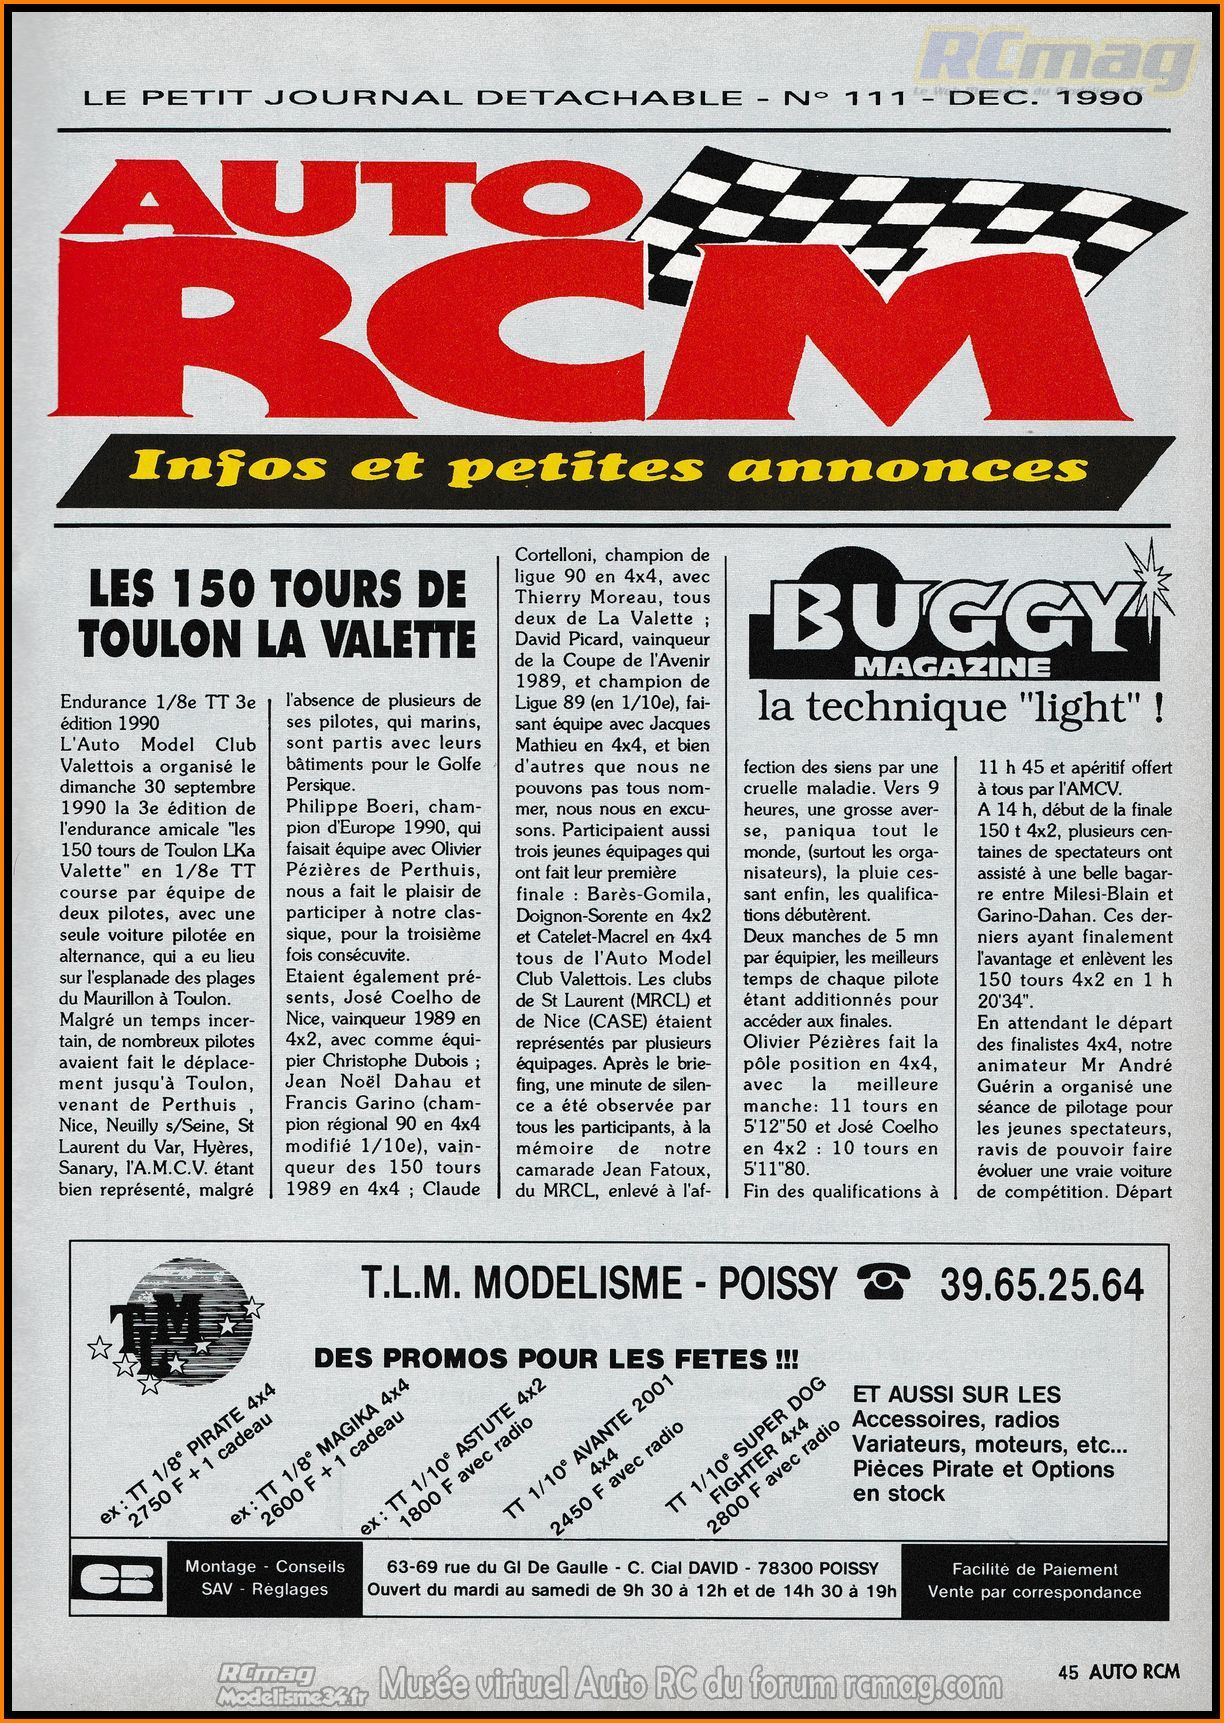 RCmag
Le Web Magazine du Modélisme RC
LE PETIT JOURNAL DETACHABLE - N° 111 - DEC. 1990
AUTO
RCM
Infos et petites annonces
LES 150 TOURS DE
TOULON LA VALETTE
Endurance 1/8e TT 3e
édition 1990
L'Auto Model Club
Valettois a organisé le
dimanche 30 septembre
1990 la 3e édition de
l'endurance amicale "les
150 tours de Toulon LKa
Valette" en 1/8e TT
course par équipe de
deux pilotes, avec une
seule voiture pilotée en
alternance, qui a eu lieu
sur l'esplanade des plages
du Maurillon à Toulon.
Malgré un temps incer-
tain, de nombreux pilotes
avaient fait le déplace-
ment jusqu'à Toulon,
venant de Perthuis ,
Nice, Neuilly s/Seine, St
Laurent du Var, Hyères,
Sanary, l'A.M.C.V. étant
bien représenté, malgré
l'absence de plusieurs de
ses pilotes, qui marins,
sont partis avec leurs
bâtiments pour le Golfe
Persique.
Philippe Boeri, cham-
pion d'Europe 1990, qui
faisait équipe avec Olivier
Pézières de Perthuis,
nous a fait le plaisir de
participer à notre clas-
sique, pour la troisième
fois consécuvite.
Etaient également pré-
sents, José Coelho de
Nice, vainqueur 1989 en
4x2, avec comme équi-
pier Christophe Dubois ;
Jean Noël Dahau et
Francis Garino (cham-
pion régional 90 en 4x4
modifié 1/10e), vain-
queur des 150 tours
1989 en 4x4 ; Claude
Cortelloni, champion de
ligue 90 en 4x4, avec
Thierry Moreau, tous
deux de La Valette ;
David Picard, vainqueur
de la Coupe de l'Avenir
1989, et champion de
Ligue 89 (en 1/10e), fai-
sant équipe avec Jacques
Mathieu en 4x4, et bien
d'autres que nous ne
pouvons pas tous nom-
mer, nous nous en excu-
sons. Participaient aussi
trois jeunes équipages qui
ont fait leur première
finale : Barès-Gomila,
Doignon-Sorente en 4x2
et Catelet-Macrel en 4x4
tous de l'Auto Model
Club Valettois. Les clubs
de St Laurent (MRCL) et
de Nice (CASE) étaient
représentés par plusieurs
équipages. Après le brie-
fing, une minute de silen-
ce a été observée par
tous les participants, à la
mémoire de notre
camarade Jean Fatoux,
du MRCL, enlevé à l'af-
BUGGY
MAGAZINE
la technique "light" !
fection des siens par une
cruelle maladie. Vers 9
heures, une grosse aver-
se, paniqua tout le
monde, (surtout les orga-
nisateurs), la pluie ces-
sant enfin, les qualifica-
tions débutèrent.
Deux manches de 5 mn
par équipier, les meilleurs
temps de chaque pilote
étant additionnés pour
accéder aux finales.
Olivier Pézières fait la
pôle position en 4x4,
avec la meilleure
manche: 11 tours en
5'12"50 et José Coelho
en 4x2 : 10 tours en
5'11"80.
Fin des qualifications à
11 h 45 et apéritif offert
à tous par l'AMCV.
A 14 h, début de la finale
150 t 4x2, plusieurs cen-
taines de spectateurs ont
assisté à une belle bagar-
re entre Milesi-Blain et
Garino-Dahan. Ces der-
niers ayant finalement
l'avantage et enlèvent les
150 tours 4x2 en 1 h
20'34".
En attendant le départ
des finalistes 4x4, notre
animateur Mr André
Guérin a organisé une
séance de pilotage pour
les jeunes spectateurs,
ravis de pouvoir faire
évoluer une vraie voiture
de compétition. Départ
TLM
T.L.M. MODELISME - POISSY ☎ 39.65.25.64
DES PROMOS POUR LES FETES !!!
ex : TT 1/8e PIRATE 4x4
2750 F + 1 cadeau
ex : TT 1/8e MAGIKA 4x4
2600 F + 1 cadeau
ex : TT 1/10e ASTUTE 4x2
1800 F avec radio
TT 1/10e AVANTE 2001
4x4
2450 F avec radio
TT 1/10e SUPER DOG
FIGHTER 4x4
2800 F avec radio
ET AUSSI SUR LES
Accessoires, radios
Variateurs, moteurs, etc...
Pièces Pirate et Options
en stock
CB
Montage - Conseils
SAV - Règlages
63-69 rue du Gl De Gaulle - C. Cial DAVID - 78300 POISSY
Ouvert du mardi au samedi de 9h 30 à 12h et de 14h 30 à 19h
Facilité de Paiement
Vente par correspondance
45 AUTO RCM
RCmag
Modelisme34.fr
Musée virtuel Auto RC du forum rcmag.com